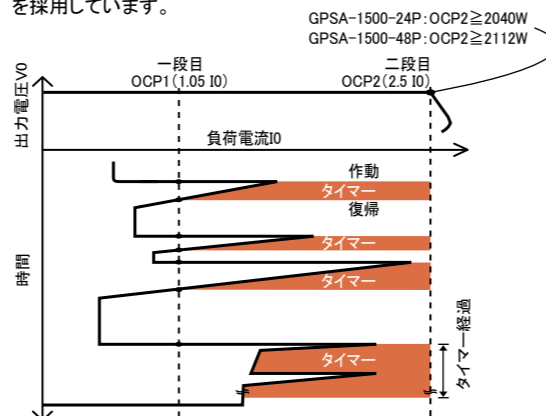 を採用しています。
GPSA-1500-24P:OCP2≧2040W
GPSA-1500-48P:OCP2≧2112W
一段目
OCP1(1.05 I0)
二段目
OCP2(2.5 I0)
出力電圧V0
負荷電流I0
作動
タイマー
復帰
タイマー
タイマー
時間
タイマー
タイマー経過